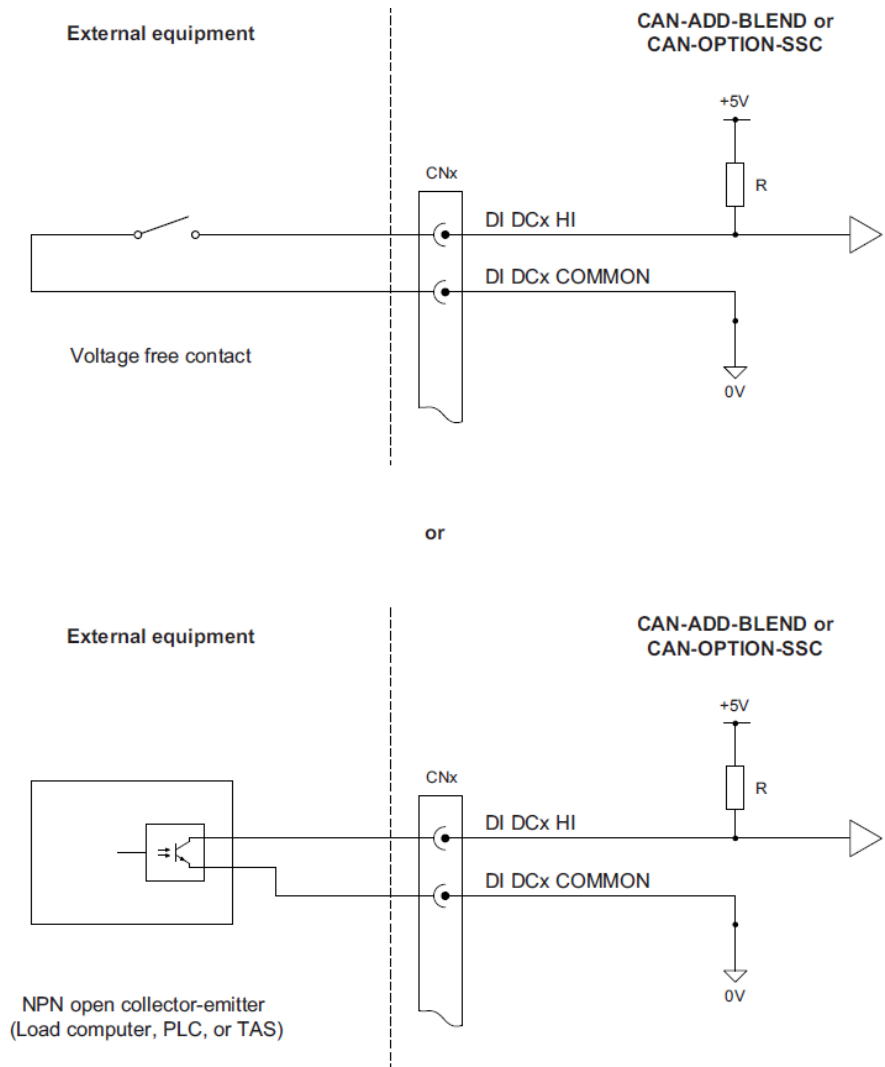 External equipment
CAN-ADD-BLEND or
CAN-OPTION-SSC
+5V
R
CNx
DI DCx HI
DI DCx COMMON
Voltage free contact
0V
or
External equipment
CAN-ADD-BLEND or
CAN-OPTION-SSC
+5V
R
CNx
DI DCx HI
DI DCx COMMON
0V
NPN open collector-emitter
(Load computer, PLC, or TAS)